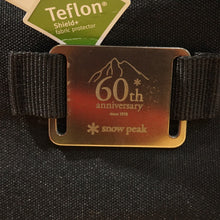 Teflon®
Shield+
fabric protector
60th
anniversary
since 1958
snow peak